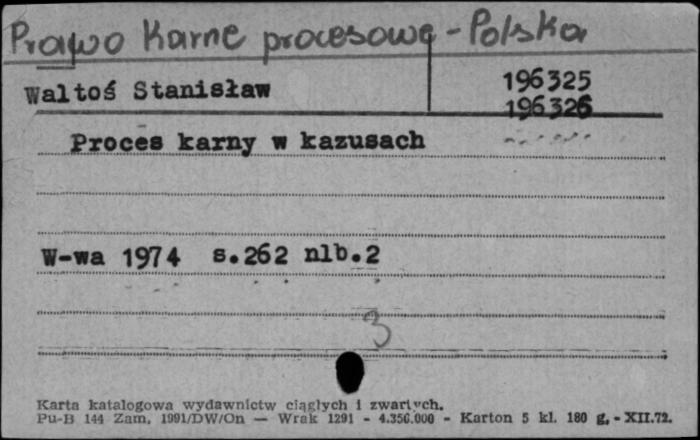 Prawo Karne procesowe - Polska
Waltoś Stanisław
196325
196326
Proces karny w kazusach
W-wa 1974 s.262 nlb.2
3
Karta katalogowa wydawnictw ciągłych i zwartych.
Pu-B 144 Zam. 1991/DW/On — Wrak 1291 - 4.356.000 - Karton 5 kl. 180 g, - XII.72.